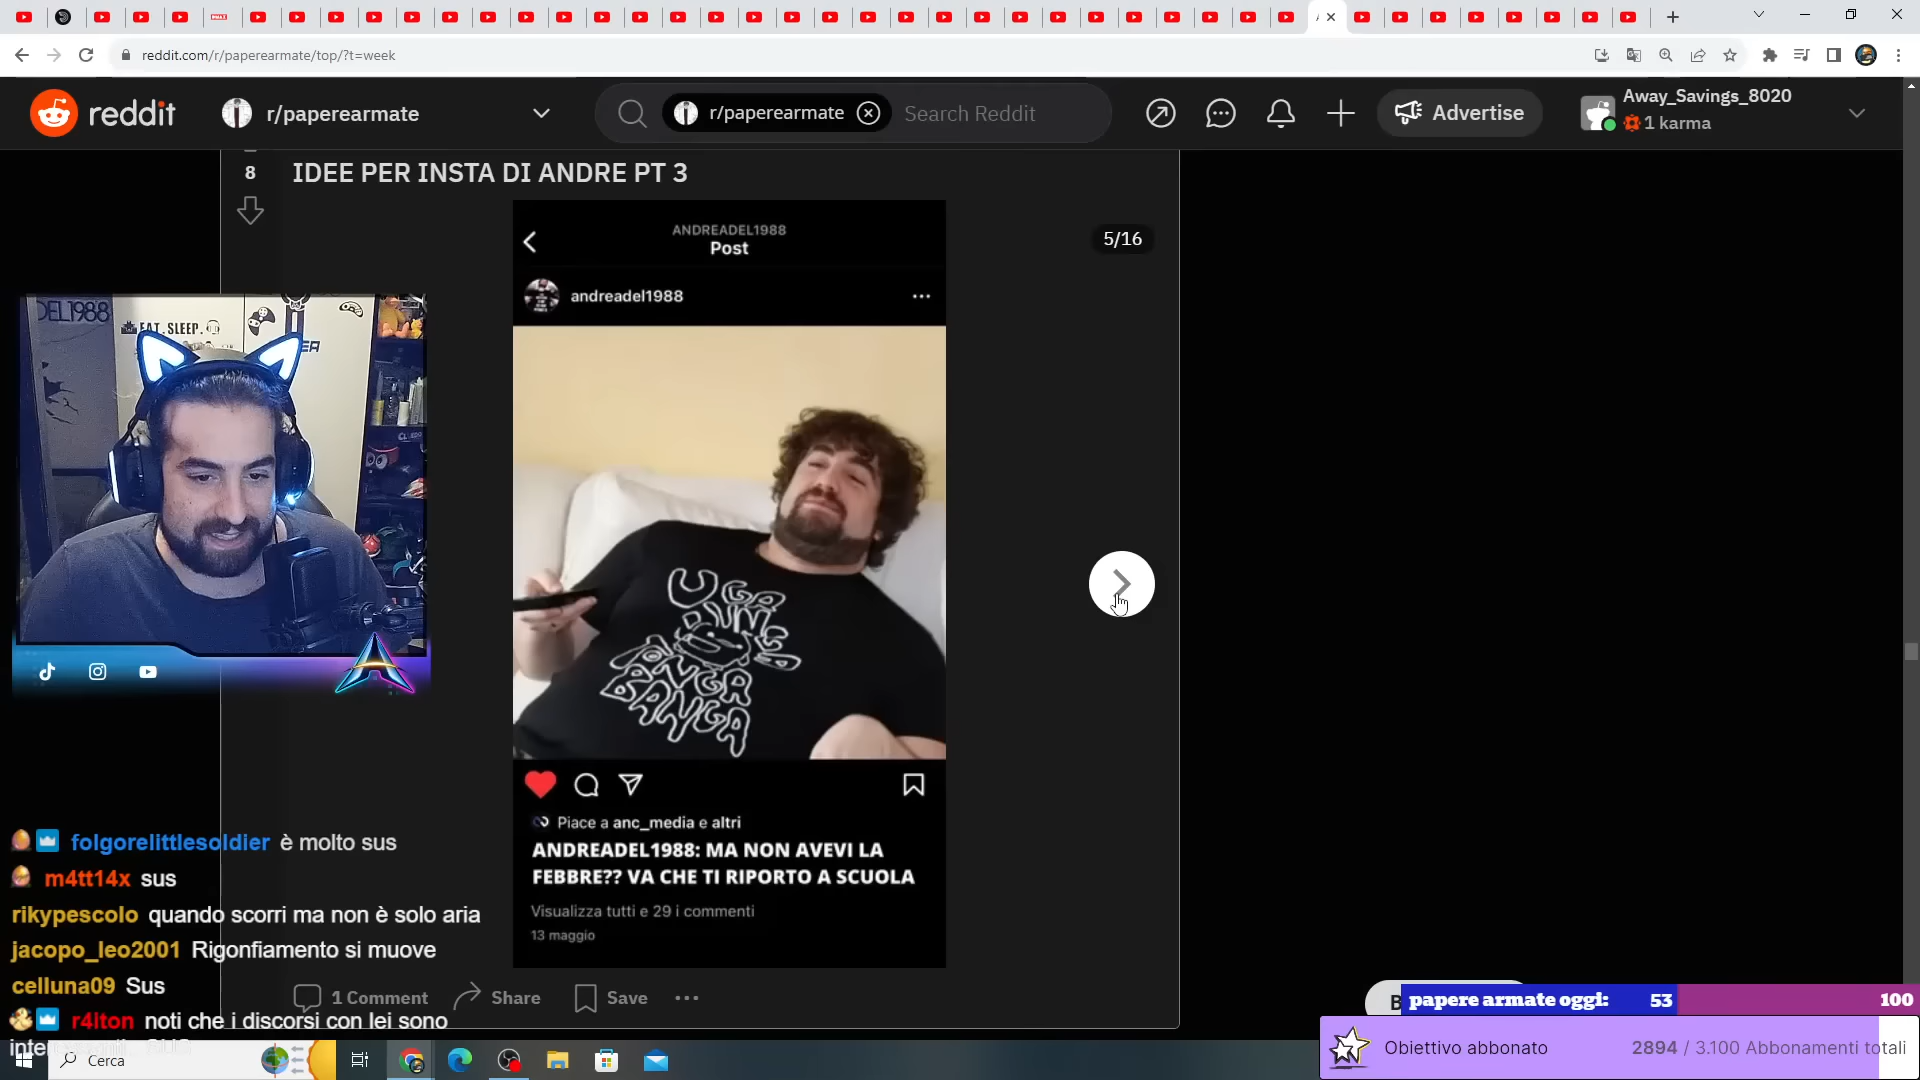 reddit.com/r/paperearmate/top/?t=week
reddit
r/paperearmate
r/paperearmate
Search Reddit
Advertise
Away_Savings_8020
1 karma
8
IDEE PER INSTA DI ANDRE PT 3
ANDREADEL1988
Post
5/16
andreadel1988
DEL1988
EAT.SLEEP.
UGA
BUNGA
Piace a anc_media e altri
ANDREADEL1988: MA NON AVEVI LA
FEBBRE?? VA CHE TI RIPORTO A SCUOLA
Visualizza tutti e 29 i commenti
13 maggio
1 Comment
Share
Save
folgorelittlesoldier è molto sus
m4tt14x sus
rikypescolo quando scorri ma non è solo aria
jacopo_leo2001 Rigonfiamento si muove
celluna09 Sus
r4lton noti che i discorsi con lei sono
papere armate oggi: 53 100
Obiettivo abbonato 2894 / 3.100 Abbonamenti totali
Cerca